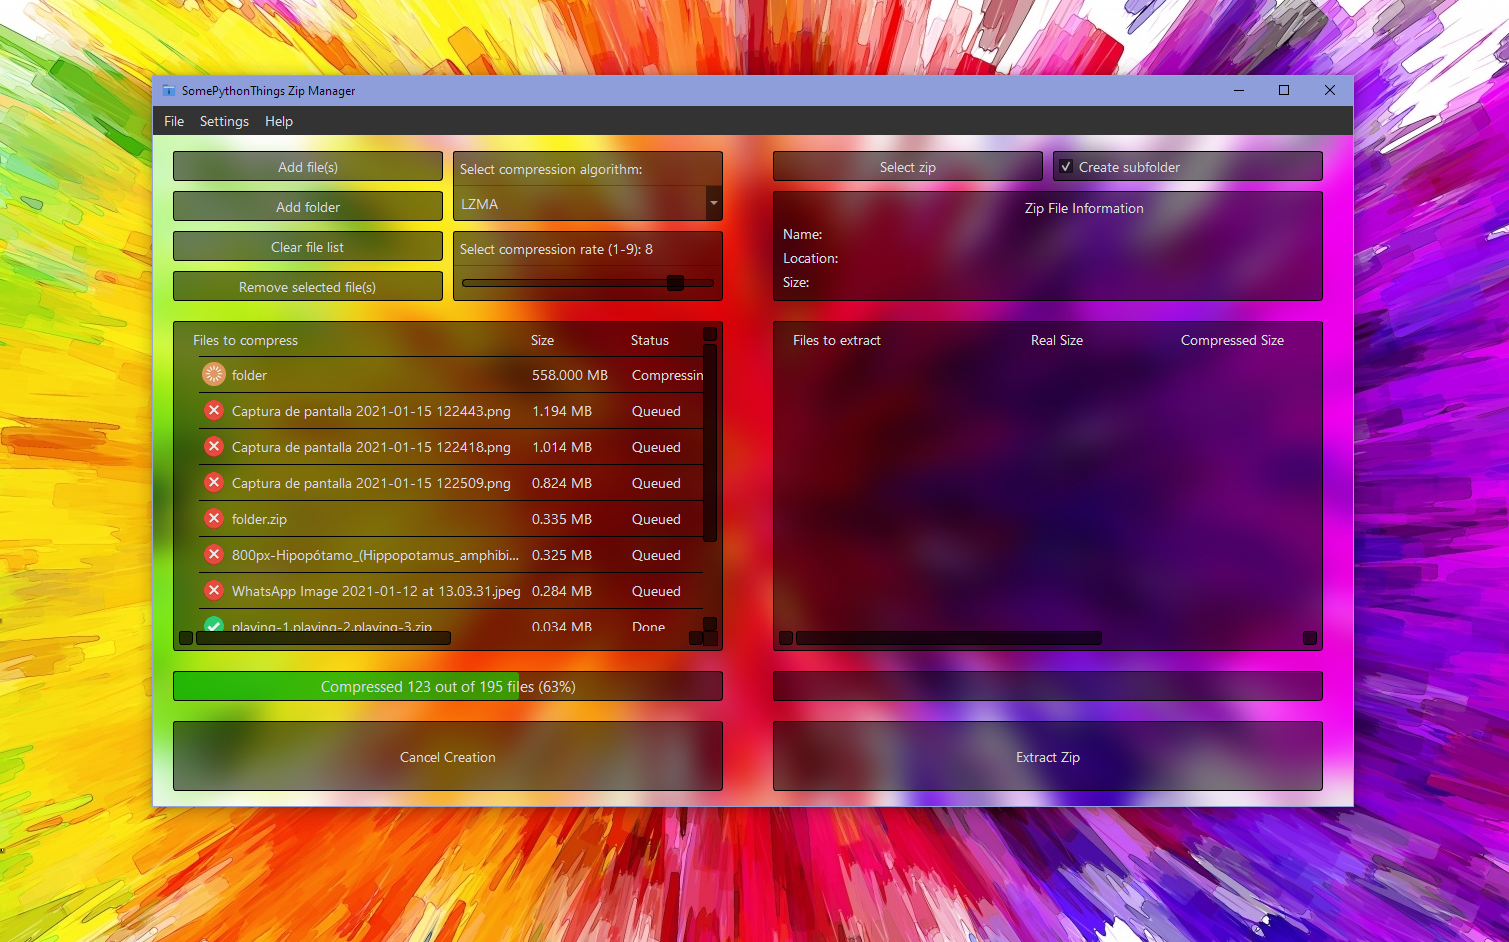 SomePythonThings Zip Manager
File Settings Help
Add file(s)
Add folder
Clear file list
Remove selected file(s)
Select compression algorithm:
LZMA
Select compression rate (1-9): 8
Select zip
Create subfolder
Zip File Information
Name:
Location:
Size:
Files to compress Size Status
folder 558.000 MB Compressin
Captura de pantalla 2021-01-15 122443.png 1.194 MB Queued
Captura de pantalla 2021-01-15 122418.png 1.014 MB Queued
Captura de pantalla 2021-01-15 122509.png 0.824 MB Queued
folder.zip 0.335 MB Queued
800px-Hipopótamo_(Hippopotamus_amphibi... 0.325 MB Queued
WhatsApp Image 2021-01-12 at 13.03.31.jpeg 0.284 MB Queued
playing-1.playing-2.playing-3.zip 0.034 MB Done
Compressed 123 out of 195 files (63%)
Cancel Creation
Files to extract Real Size Compressed Size
Extract Zip